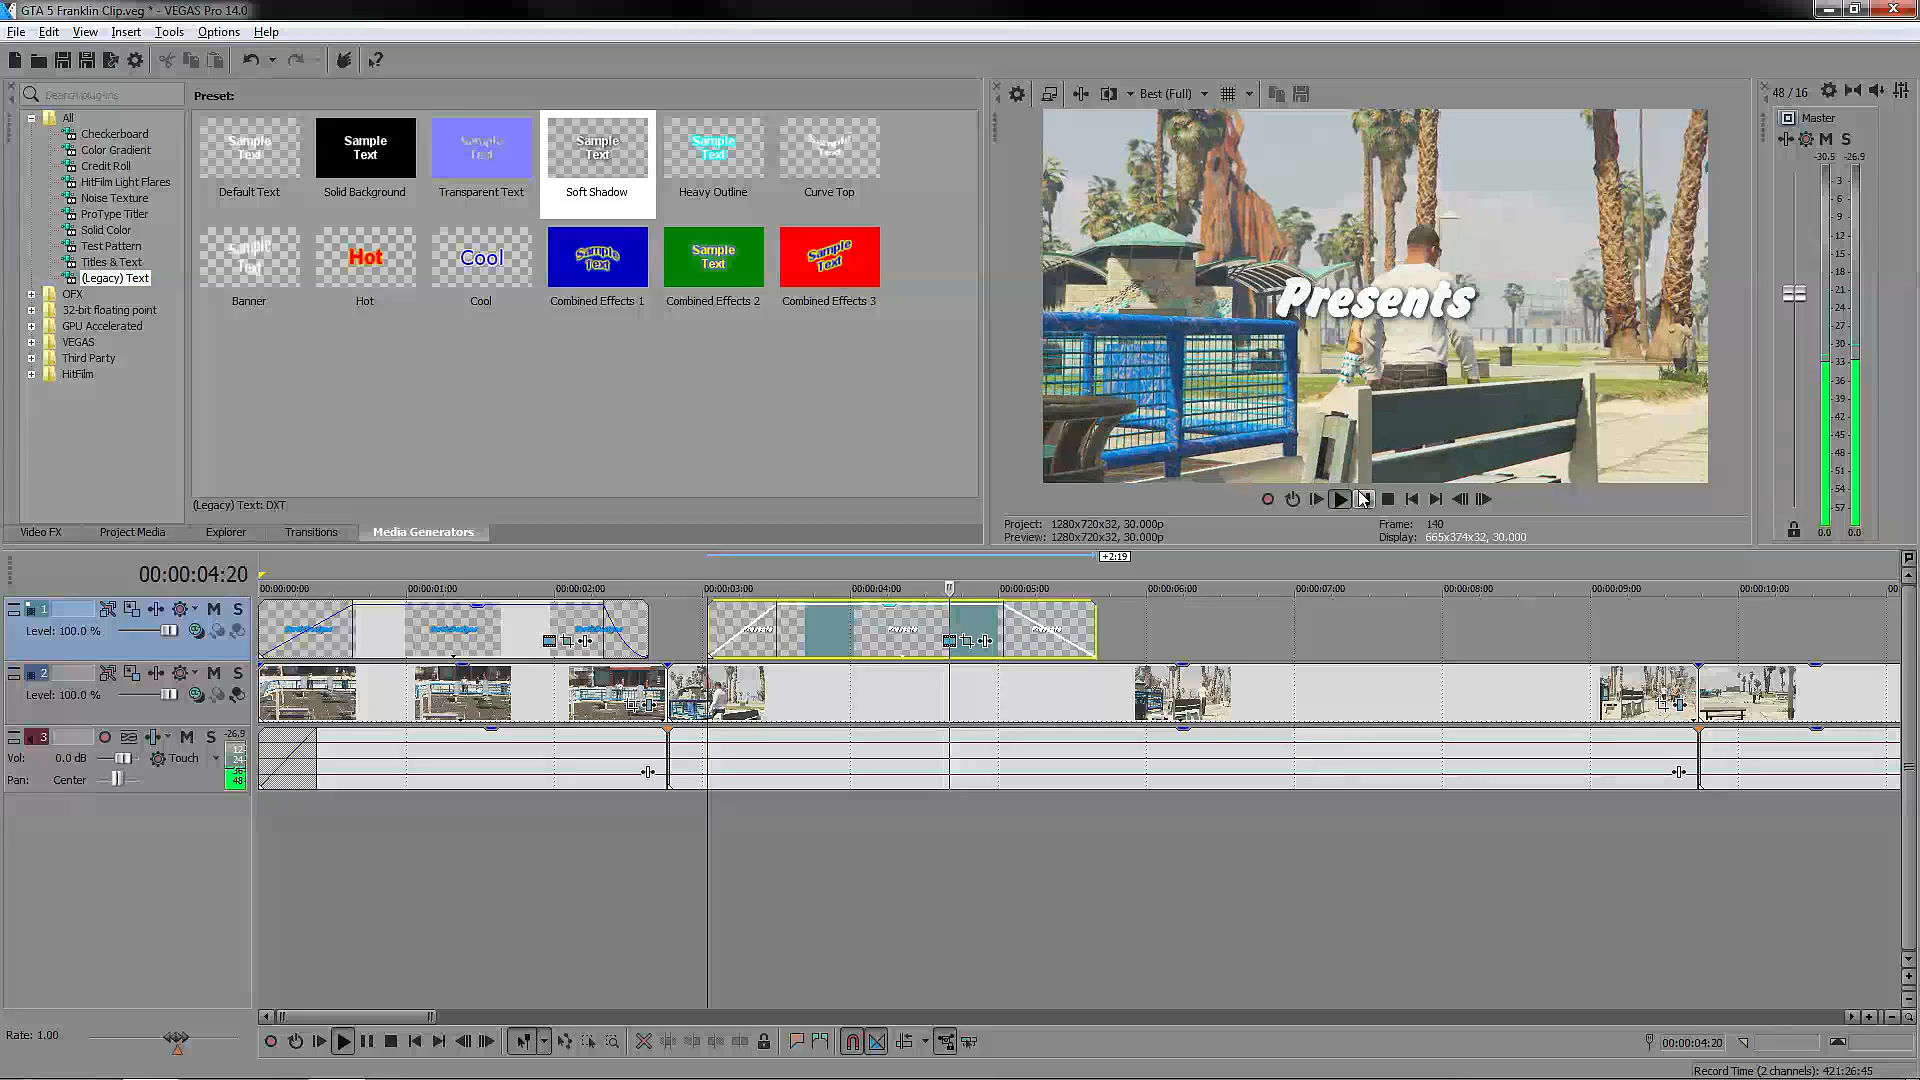 GTA 5 Franklin Clip.veg * - VEGAS Pro 14.0
File Edit View Insert Tools Options Help
Search plug-ins
Preset:
All
Checkerboard
Color Gradient
Credit Roll
HitFilm Light Flares
Noise Texture
ProType Titler
Solid Color
Test Pattern
Titles & Text
(Legacy) Text
OFX
32-bit floating point
GPU Accelerated
VEGAS
Third Party
HitFilm
Sample Text
Sample Text
Sample Text
Sample Text
Sample Text
Sample Text
Default Text Solid Background Transparent Text Soft Shadow Heavy Outline Curve Top
Sample Text
Hot
Cool
Sample Text
Sample Text
Sample Text
Banner Hot Cool Combined Effects 1 Combined Effects 2 Combined Effects 3
(Legacy) Text: DXT
Video FX Project Media Explorer Transitions Media Generators
Best (Full)
Presents
Project: 1280x720x32, 30.000p
Preview: 1280x720x32, 30.000p
Frame: 140
Display: 665x374x32, 30.000
48 / 16
Master
M S
-30.5 -26.9
3
6
9
12
15
18
21
24
27
30
33
36
39
42
45
48
51
54
57
0.0 0.0
+2:19
00:00:04:20
00:00:00:00 00:00:01:00 00:00:02:00 00:00:03:00 00:00:04:00 00:00:05:00 00:00:06:00 00:00:07:00 00:00:08:00 00:00:09:00 00:00:10:00 00
1 M S
Level: 100.0 %
Presents Presents Presents
2 M S
Level: 100.0 %
3 M S -26.9
Vol: 0.0 dB Touch
Pan: Center
12
24
36
48
Rate: 1.00
00:00:04:20
Record Time (2 channels): 421:26:45